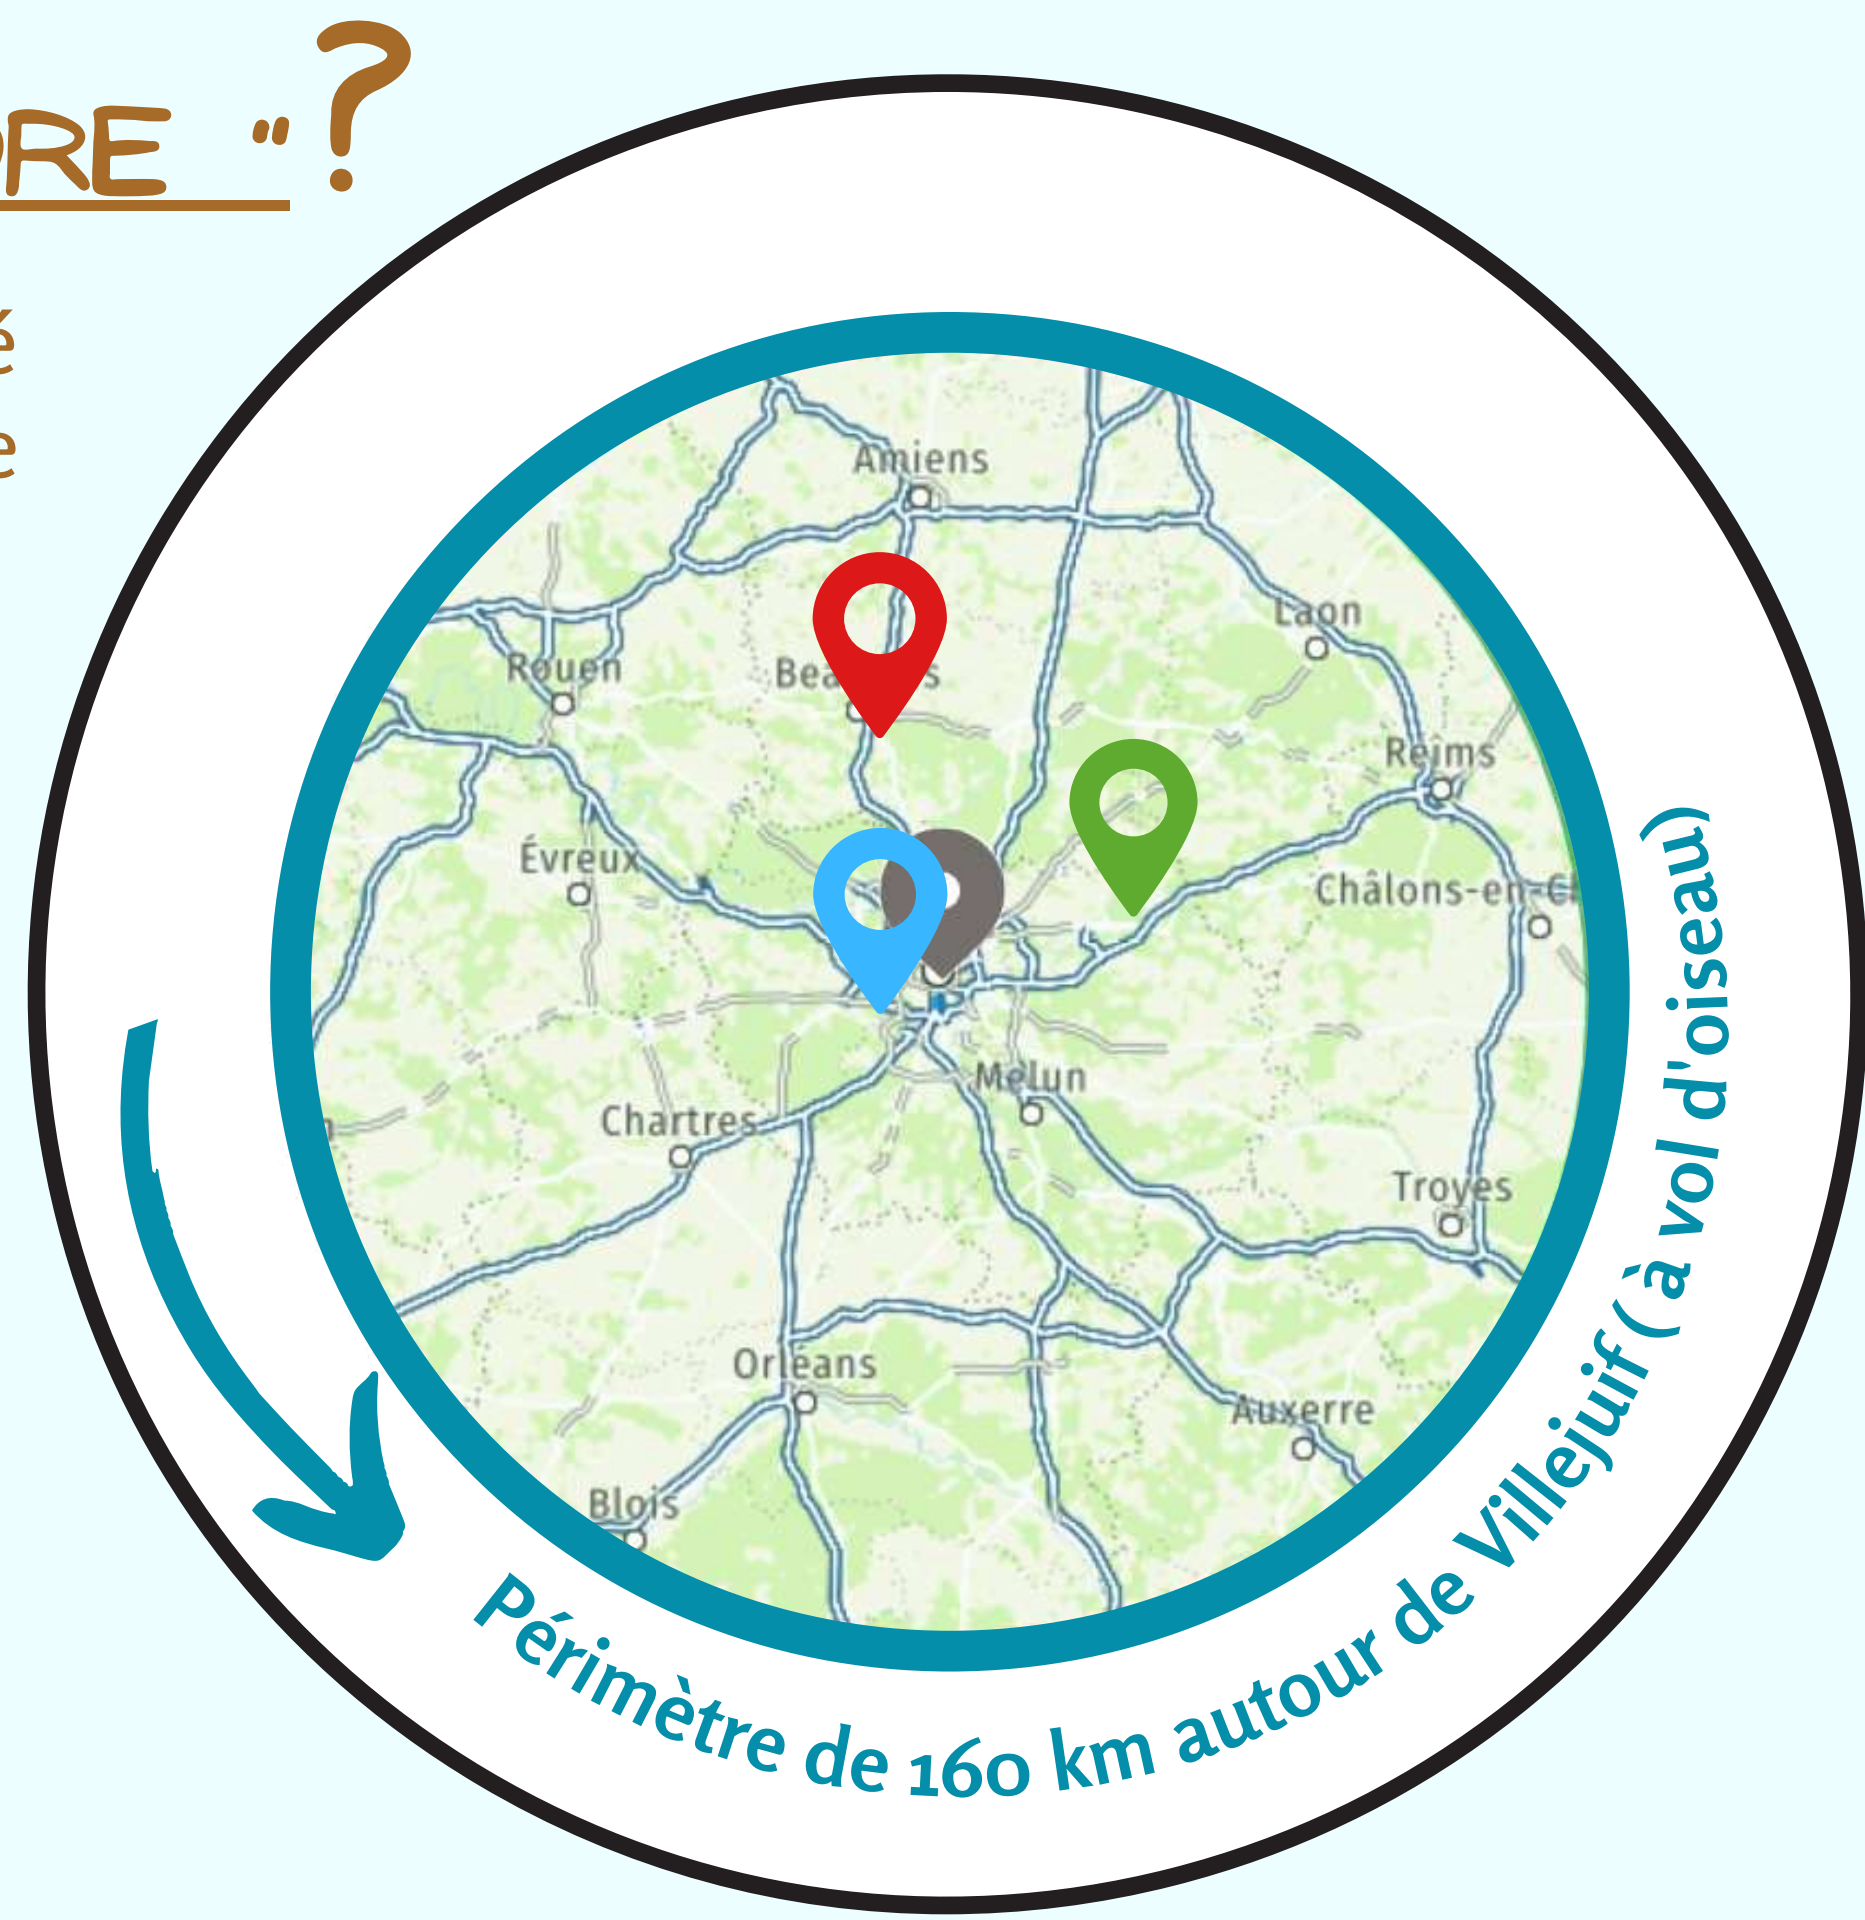 RE "?
é
e
Amiens
Laon
Rouen
Reims
Évreux
Châlons-en-C
Melun
Chartres
Troyes
Orléans
Auxerre
Blois
Périmètre de 160 km autour de Villejuif ( à vol d'oiseau)